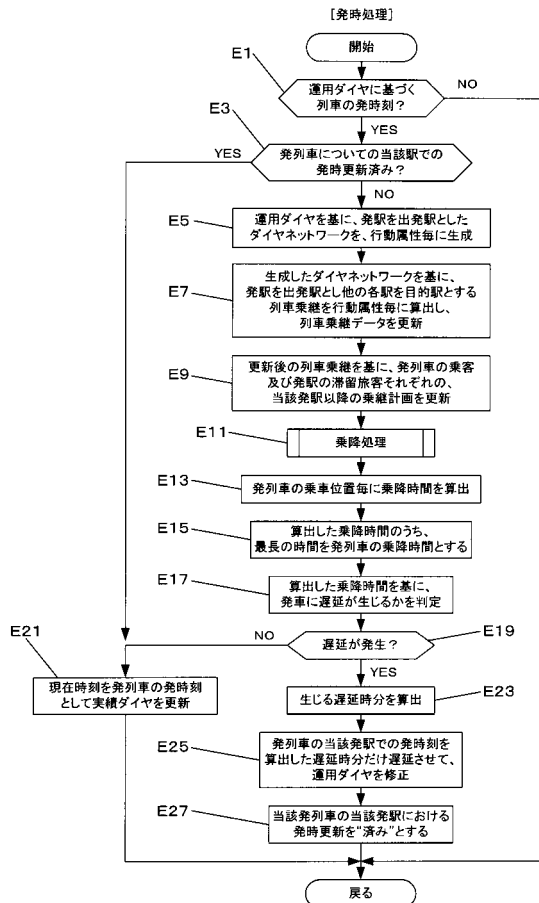 [発時処理]
開始
E1
運用ダイヤに基づく
列車の発時刻？
NO
YES
E3
YES
発列車についての当該駅での
発時更新済み？
NO
E5
運用ダイヤを基に、発駅を出発駅とした
ダイヤネットワークを、行動属性毎に生成
E7
生成したダイヤネットワークを基に、
発駅を出発駅とし他の各駅を目的駅とする
列車乗継を行動属性毎に算出し、
列車乗継データを更新
E9
更新後の列車乗継を基に、発列車の乗客
及び発駅の滞留旅客それぞれの、
当該発駅以降の乗継計画を更新
E11
乗降処理
E13
発列車の乗車位置毎に乗降時間を算出
E15
算出した乗降時間のうち、
最長の時間を発列車の乗降時間とする
E17
算出した乗降時間を基に、
発車に遅延が生じるかを判定
E19
遅延が発生？
NO
YES
E21
現在時刻を発列車の発時刻
として実績ダイヤを更新
E23
生じる遅延時分を算出
E25
発列車の当該発駅での発時刻を
算出した遅延時分だけ遅延させて、
運用ダイヤを修正
E27
当該発列車の当該発駅における
発時更新を“済み”とする
戻る